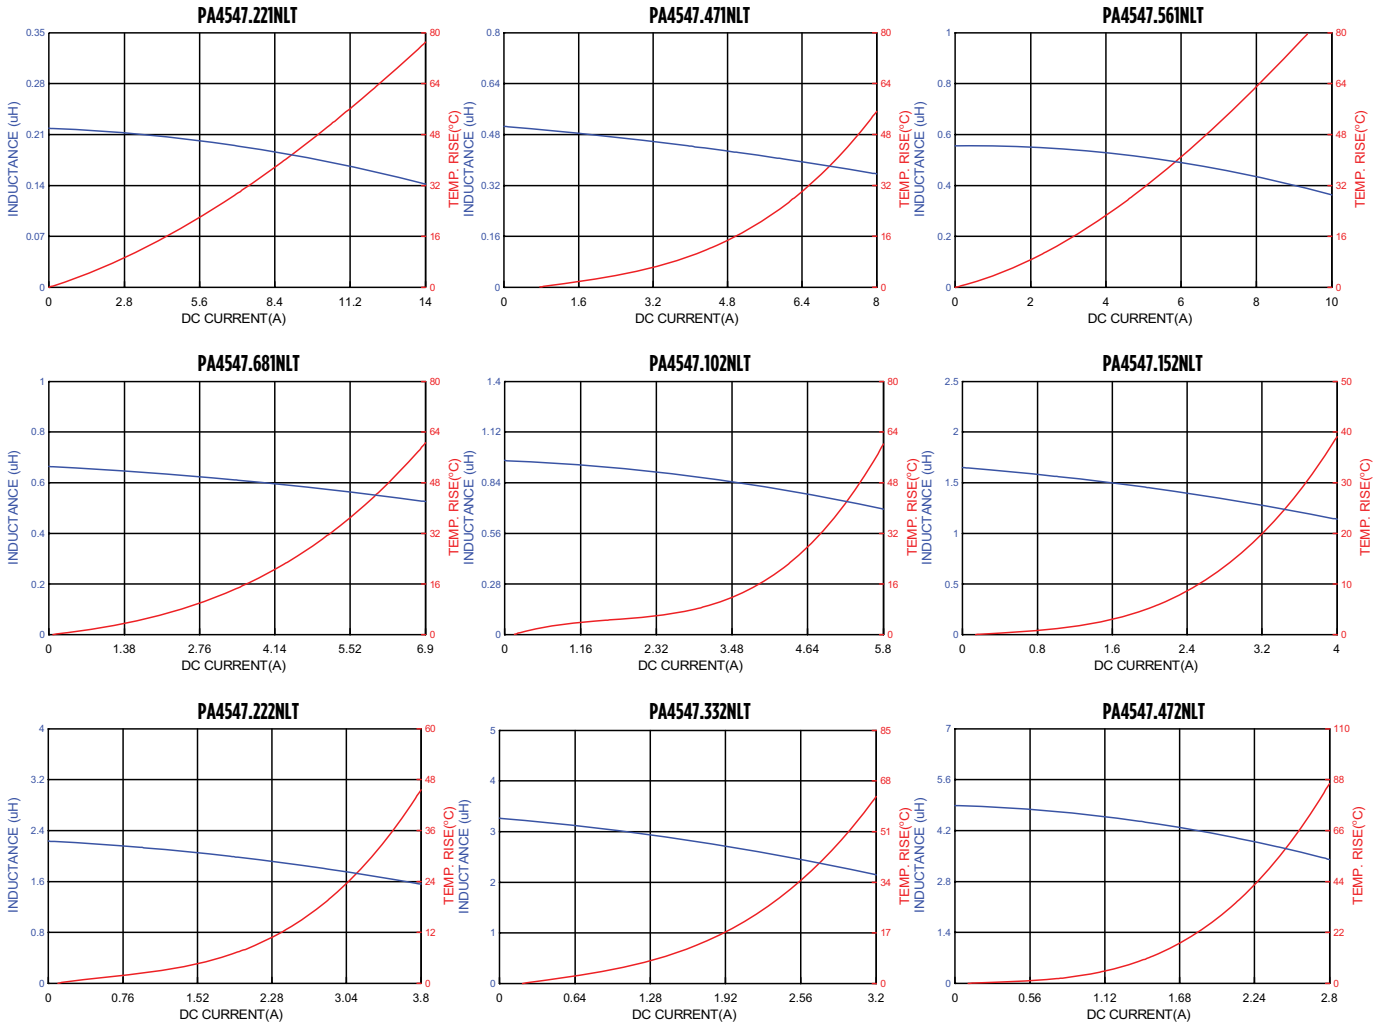 PA4547.221NLT
0.35
0.28
0.21
0.14
0.07
0
INDUCTANCE (uH)
80
64
48
32
16
0
TEMP. RISE(°C)
0 2.8 5.6 8.4 11.2 14
DC CURRENT(A)
PA4547.471NLT
0.8
0.64
0.48
0.32
0.16
0
INDUCTANCE (uH)
80
64
48
32
16
0
TEMP. RISE(°C)
0 1.6 3.2 4.8 6.4 8
DC CURRENT(A)
PA4547.561NLT
1
0.8
0.6
0.4
0.2
0
INDUCTANCE (uH)
80
64
48
32
16
0
TEMP. RISE(°C)
0 2 4 6 8 10
DC CURRENT(A)
PA4547.681NLT
1
0.8
0.6
0.4
0.2
0
INDUCTANCE (uH)
80
64
48
32
16
0
TEMP. RISE(°C)
0 1.38 2.76 4.14 5.52 6.9
DC CURRENT(A)
PA4547.102NLT
1.4
1.12
0.84
0.56
0.28
0
INDUCTANCE (uH)
80
64
48
32
16
0
TEMP. RISE(°C)
0 1.16 2.32 3.48 4.64 5.8
DC CURRENT(A)
PA4547.152NLT
2.5
2
1.5
1
0.5
0
INDUCTANCE (uH)
50
40
30
20
10
0
TEMP. RISE(°C)
0 0.8 1.6 2.4 3.2 4
DC CURRENT(A)
PA4547.222NLT
4
3.2
2.4
1.6
0.8
0
INDUCTANCE (uH)
60
48
36
24
12
0
TEMP. RISE(°C)
0 0.76 1.52 2.28 3.04 3.8
DC CURRENT(A)
PA4547.332NLT
5
4
3
2
1
0
INDUCTANCE (uH)
85
68
51
34
17
0
TEMP. RISE(°C)
0 0.64 1.28 1.92 2.56 3.2
DC CURRENT(A)
PA4547.472NLT
7
5.6
4.2
2.8
1.4
0
INDUCTANCE (uH)
110
88
66
44
22
0
TEMP. RISE(°C)
0 0.56 1.12 1.68 2.24 2.8
DC CURRENT(A)